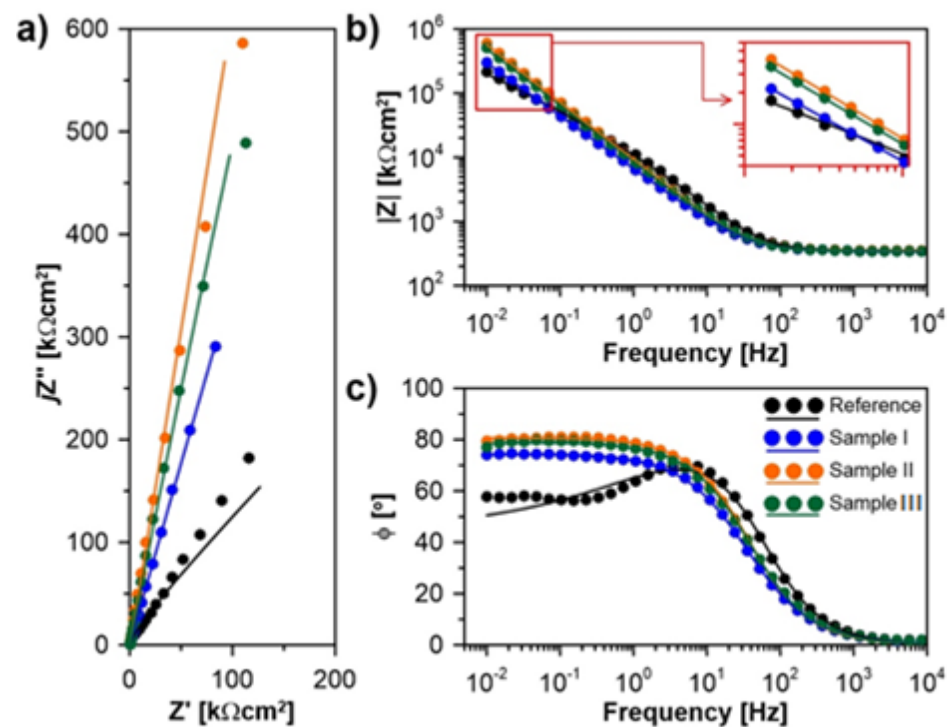 a)
600
500
400
300
200
100
0
jZ'' [kΩcm²]
0
100
200
Z' [kΩcm²]
b)
10⁶
10⁵
10⁴
10³
10²
|Z| [kΩcm²]
10⁻² 10⁻¹ 10⁰ 10¹ 10² 10³ 10⁴
Frequency [Hz]
c)
100
80
60
40
20
0
ϕ [º]
Reference
Sample I
Sample II
Sample III
10⁻² 10⁻¹ 10⁰ 10¹ 10² 10³ 10⁴
Frequency [Hz]